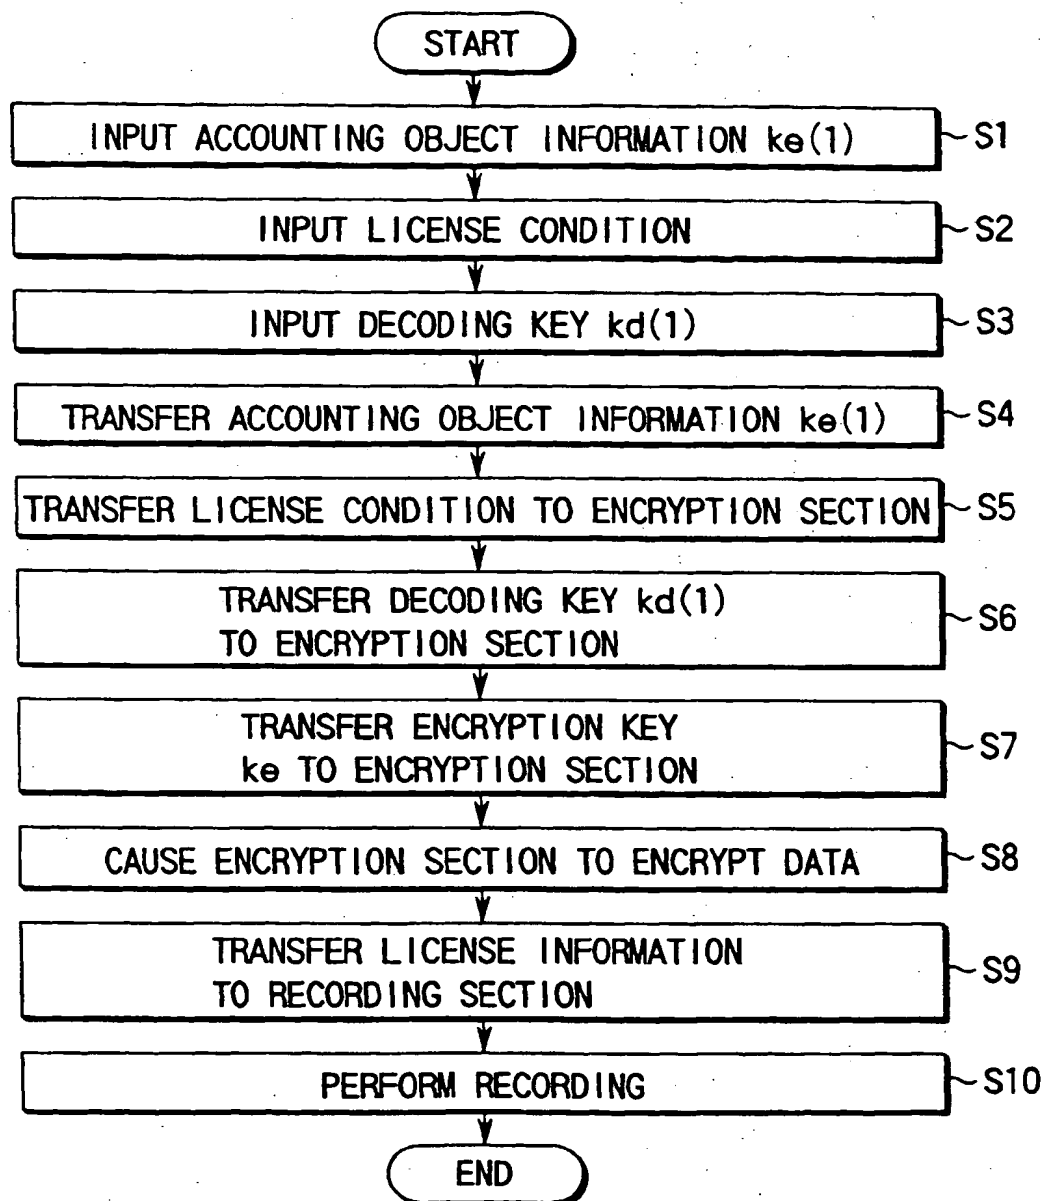 START
INPUT ACCOUNTING OBJECT INFORMATION ke(1)
S1
INPUT LICENSE CONDITION
S2
INPUT DECODING KEY kd(1)
S3
TRANSFER ACCOUNTING OBJECT INFORMATION ke(1)
S4
TRANSFER LICENSE CONDITION TO ENCRYPTION SECTION
S5
TRANSFER DECODING KEY kd(1)
TO ENCRYPTION SECTION
S6
TRANSFER ENCRYPTION KEY
ke TO ENCRYPTION SECTION
S7
CAUSE ENCRYPTION SECTION TO ENCRYPT DATA
S8
TRANSFER LICENSE INFORMATION
TO RECORDING SECTION
S9
PERFORM RECORDING
S10
END